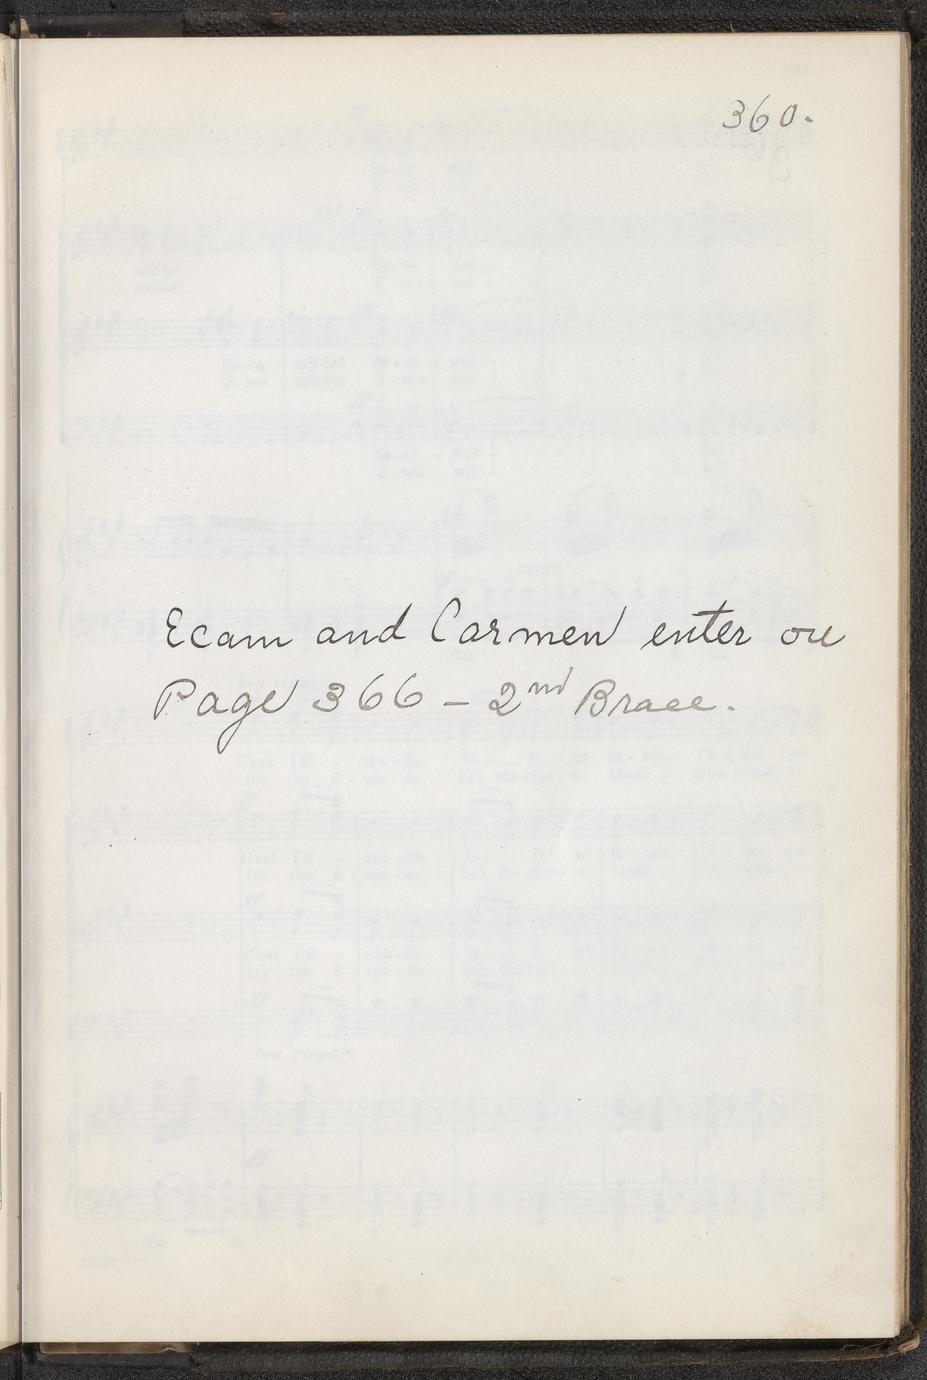 360.
Ecam and Carmen enter on
Page 366 – 2nd Brace.